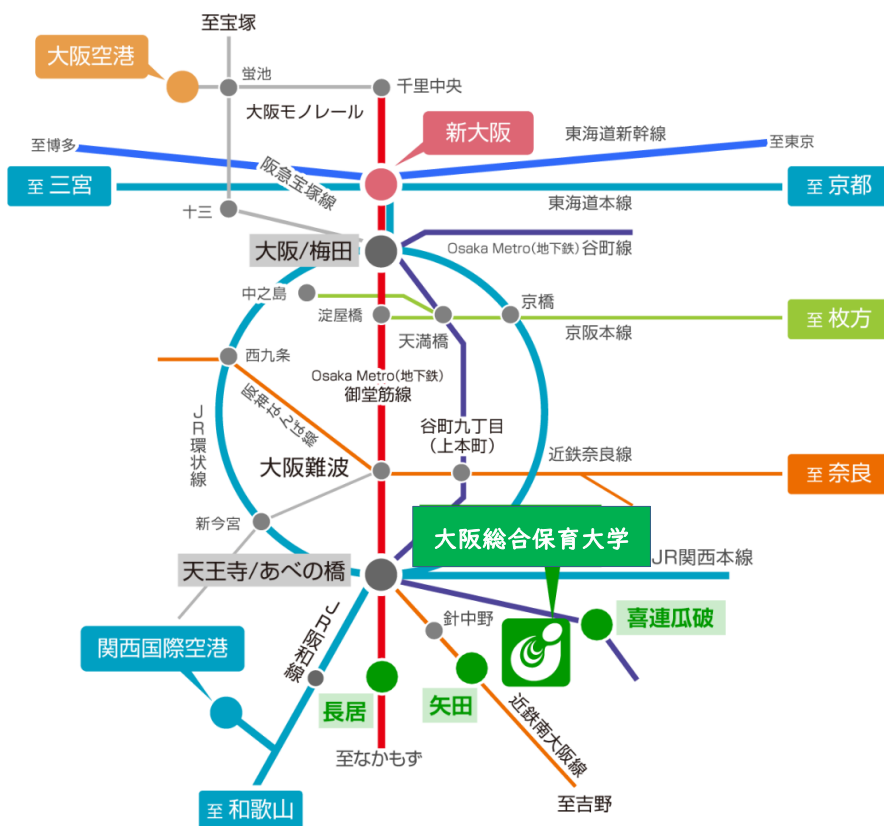 至宝塚
大阪空港
蛍池
千里中央
大阪モノレール
新大阪
東海道新幹線
至博多
至東京
阪急宝塚線
至 三宮
至 京都
東海道本線
十三
大阪/梅田
Osaka Metro(地下鉄)谷町線
中之島
淀屋橋
天満橋
京橋
京阪本線
至 枚方
西九条
Osaka Metro(地下鉄)
御堂筋線
阪神なんば線
JR環状線
谷町九丁目
(上本町)
近鉄奈良線
大阪難波
至 奈良
新今宮
大阪総合保育大学
JR関西本線
天王寺/あべの橋
針中野
喜連瓜破
JR阪和線
関西国際空港
長居
矢田
近鉄南大阪線
至なかもず
至 和歌山
至吉野